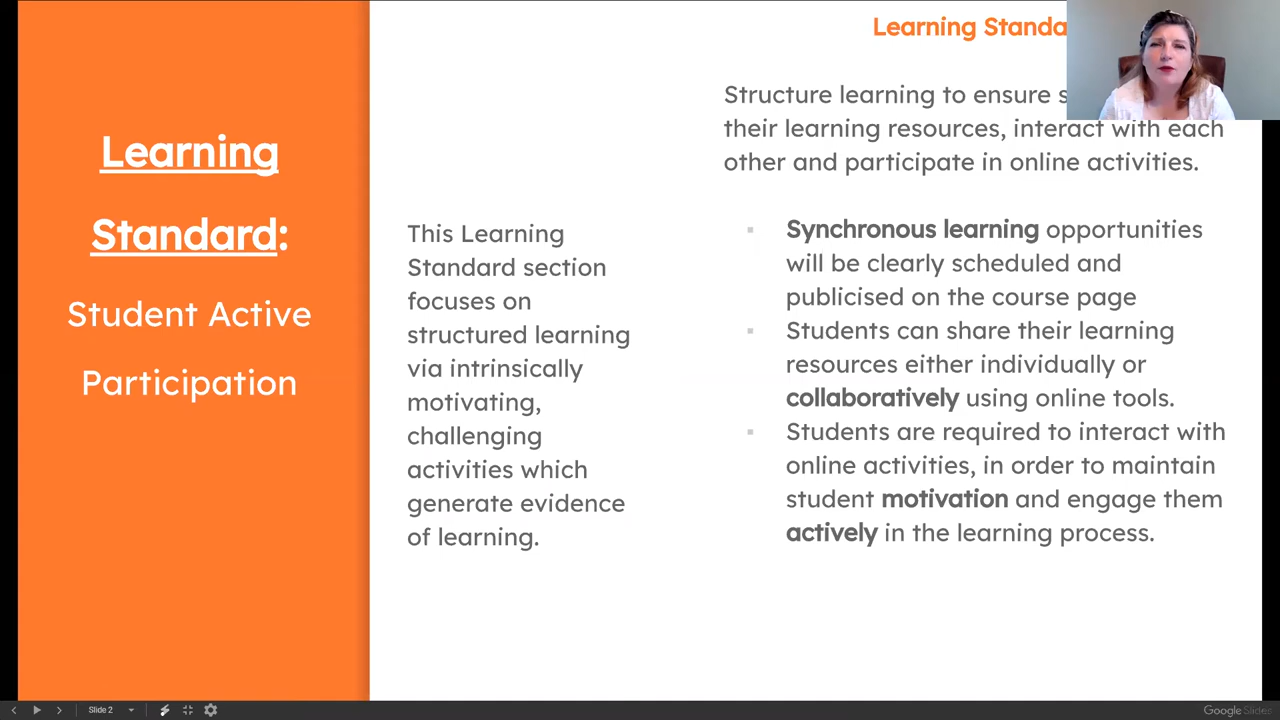 Learning
Standard:
Student Active
Participation
This Learning
Standard section
focuses on
structured learning
via intrinsically
motivating,
challenging
activities which
generate evidence
of learning.
Learning
Structure learning to ensure
their learning resources, interact with each
other and participate in online activities.
▪ Synchronous learning opportunities
will be clearly scheduled and
publicised on the course page
▪ Students can share their learning
resources either individually or
collaboratively using online tools.
▪ Students are required to interact with
online activities, in order to maintain
student motivation and engage them
actively in the learning process.
Slide 2
Google Slides